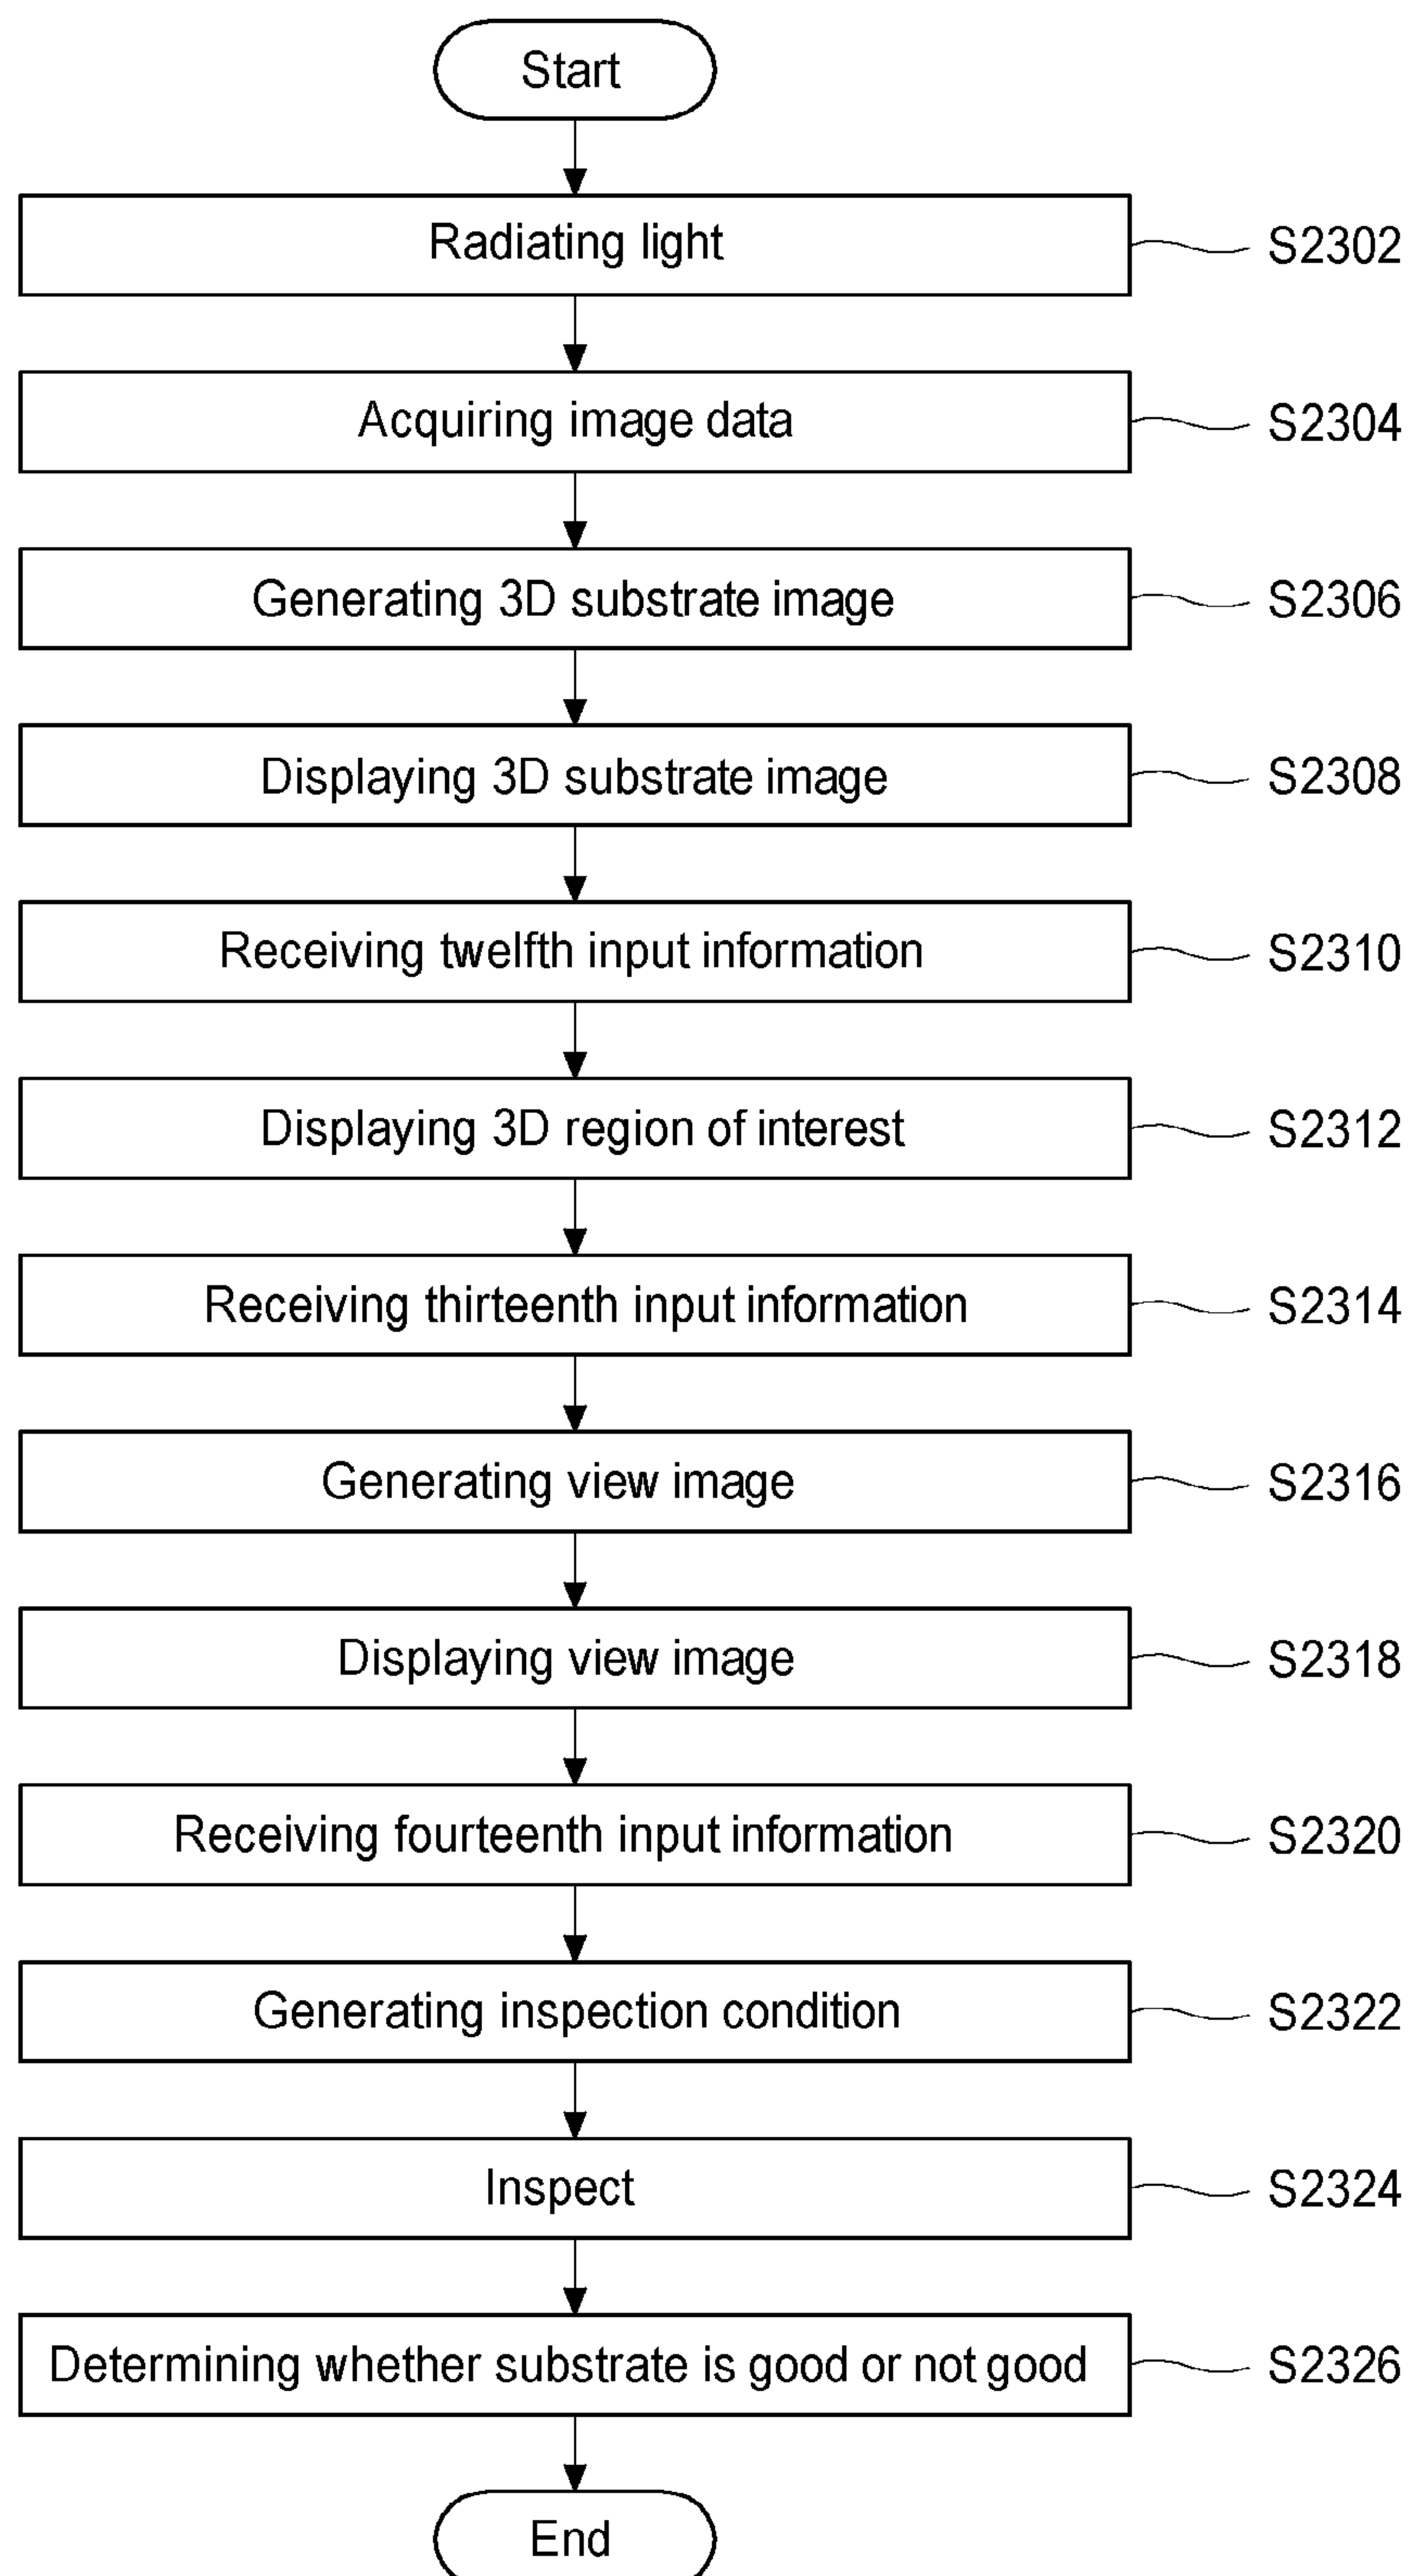 Start
Radiating light S2302
Acquiring image data S2304
Generating 3D substrate image S2306
Displaying 3D substrate image S2308
Receiving twelfth input information S2310
Displaying 3D region of interest S2312
Receiving thirteenth input information S2314
Generating view image S2316
Displaying view image S2318
Receiving fourteenth input information S2320
Generating inspection condition S2322
Inspect S2324
Determining whether substrate is good or not good S2326
End